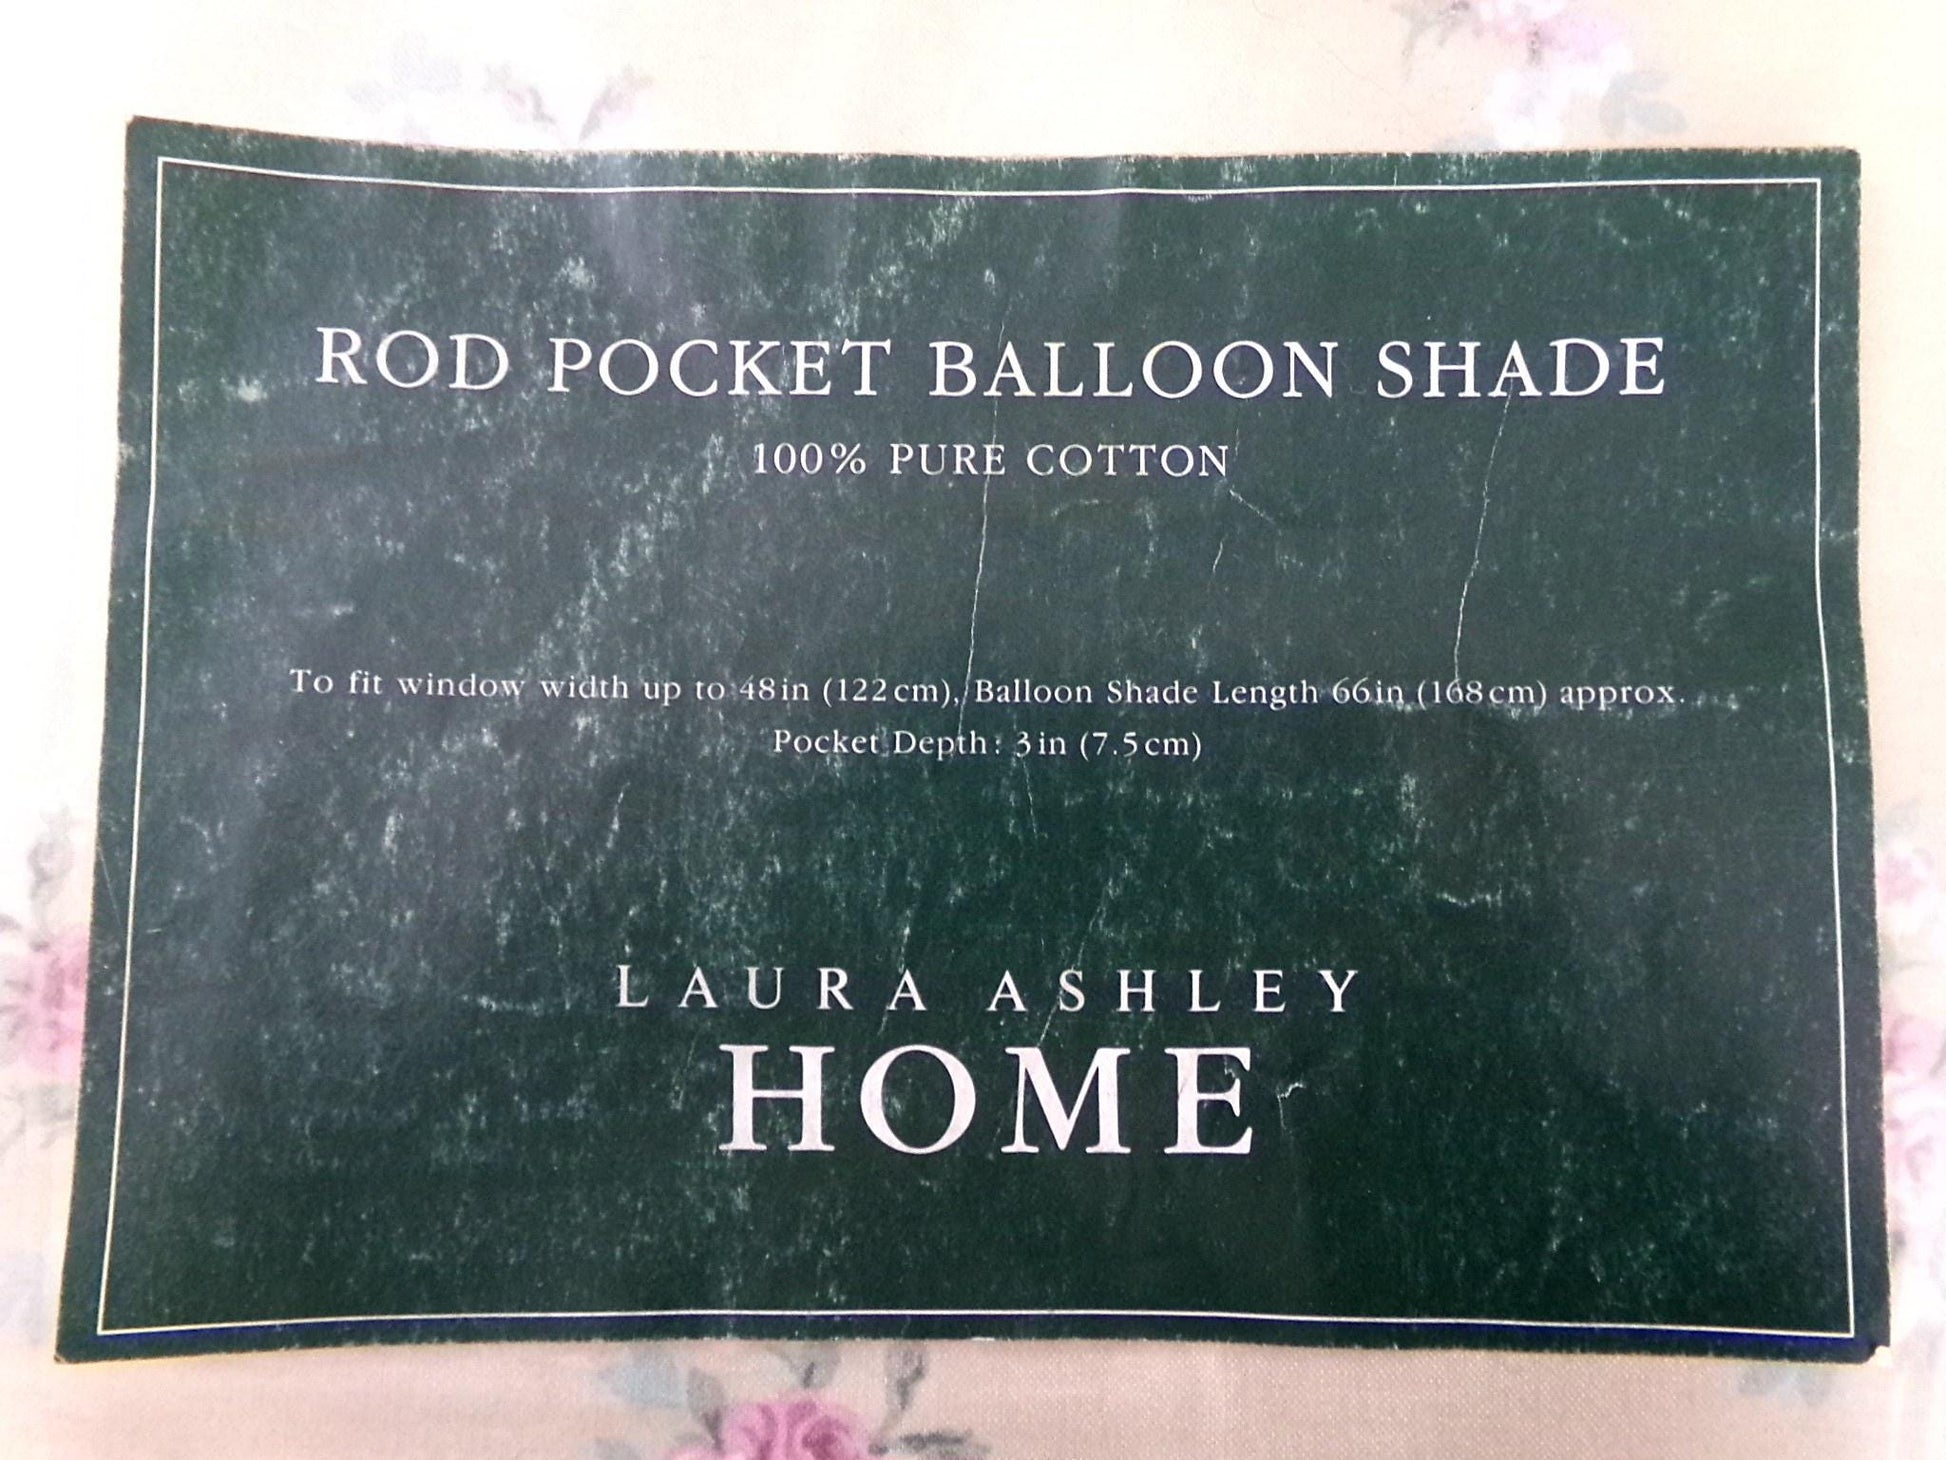 ROD POCKET BALLOON SHADE
100% PURE COTTON
To fit window width up to 48in (122cm), Balloon Shade Length 66in (168cm) approx.
Pocket Depth: 3in (7.5cm)
LAURA ASHLEY
HOME